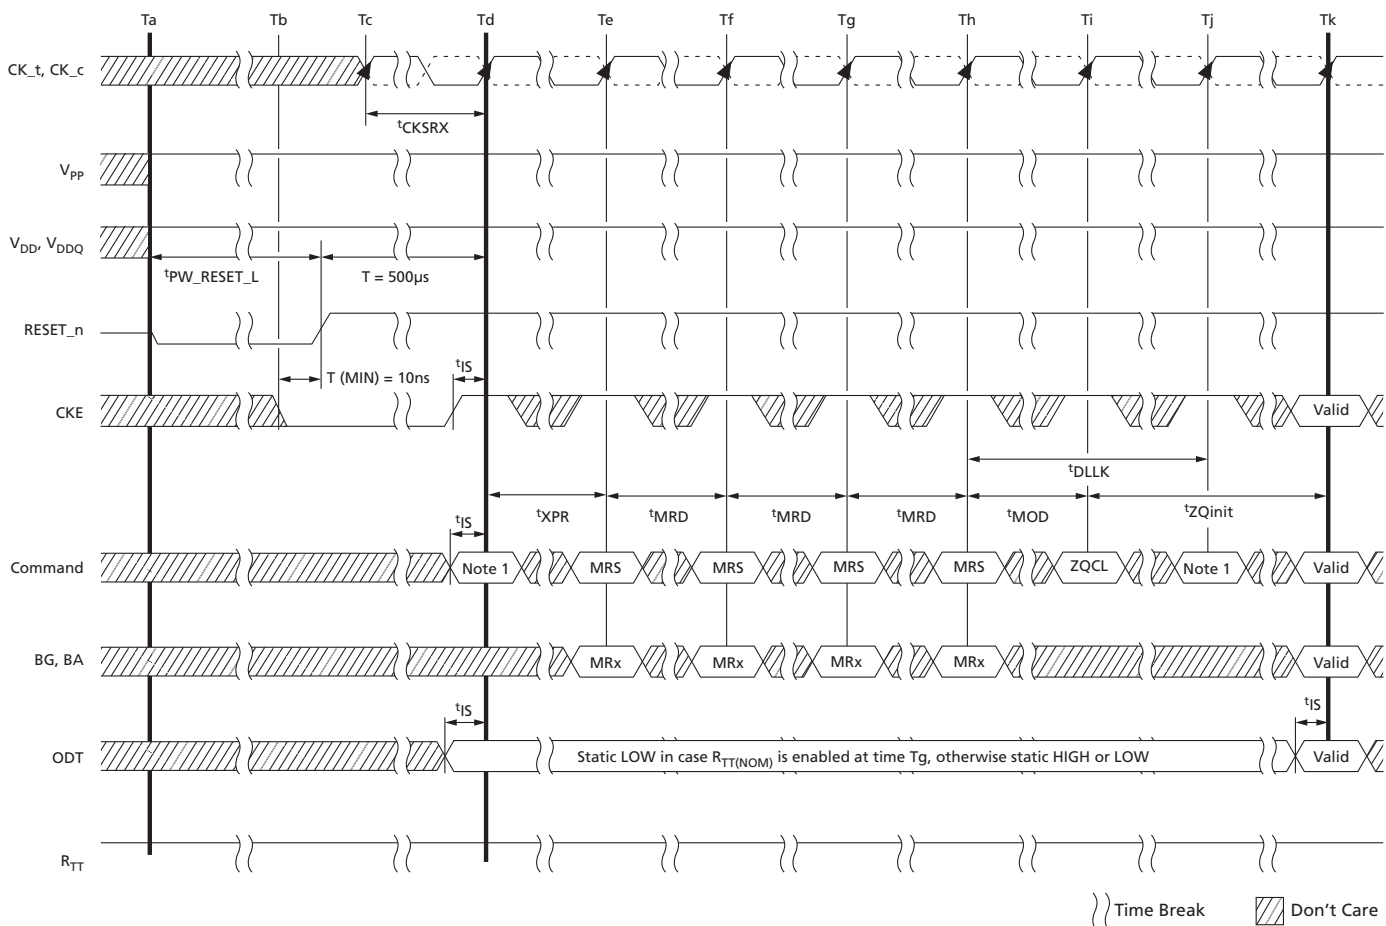 Ta Tb Tc Td Te Tf Tg Th Ti Tj Tk
CK_t, CK_c
tCKSRX
VPP
VDD, VDDQ
tPW_RESET_L T = 500μs
RESET_n
T (MIN) = 10ns tIS
CKE Valid
tDLLK
tXPR tMRD tMRD tMRD tMOD tZQinit
tIS
Command Note 1 MRS MRS MRS MRS ZQCL Note 1 Valid
BG, BA MRx MRx MRx MRx Valid
tIS tIS
ODT Static LOW in case RTT(NOM) is enabled at time Tg, otherwise static HIGH or LOW Valid
RTT
Time Break Don't Care